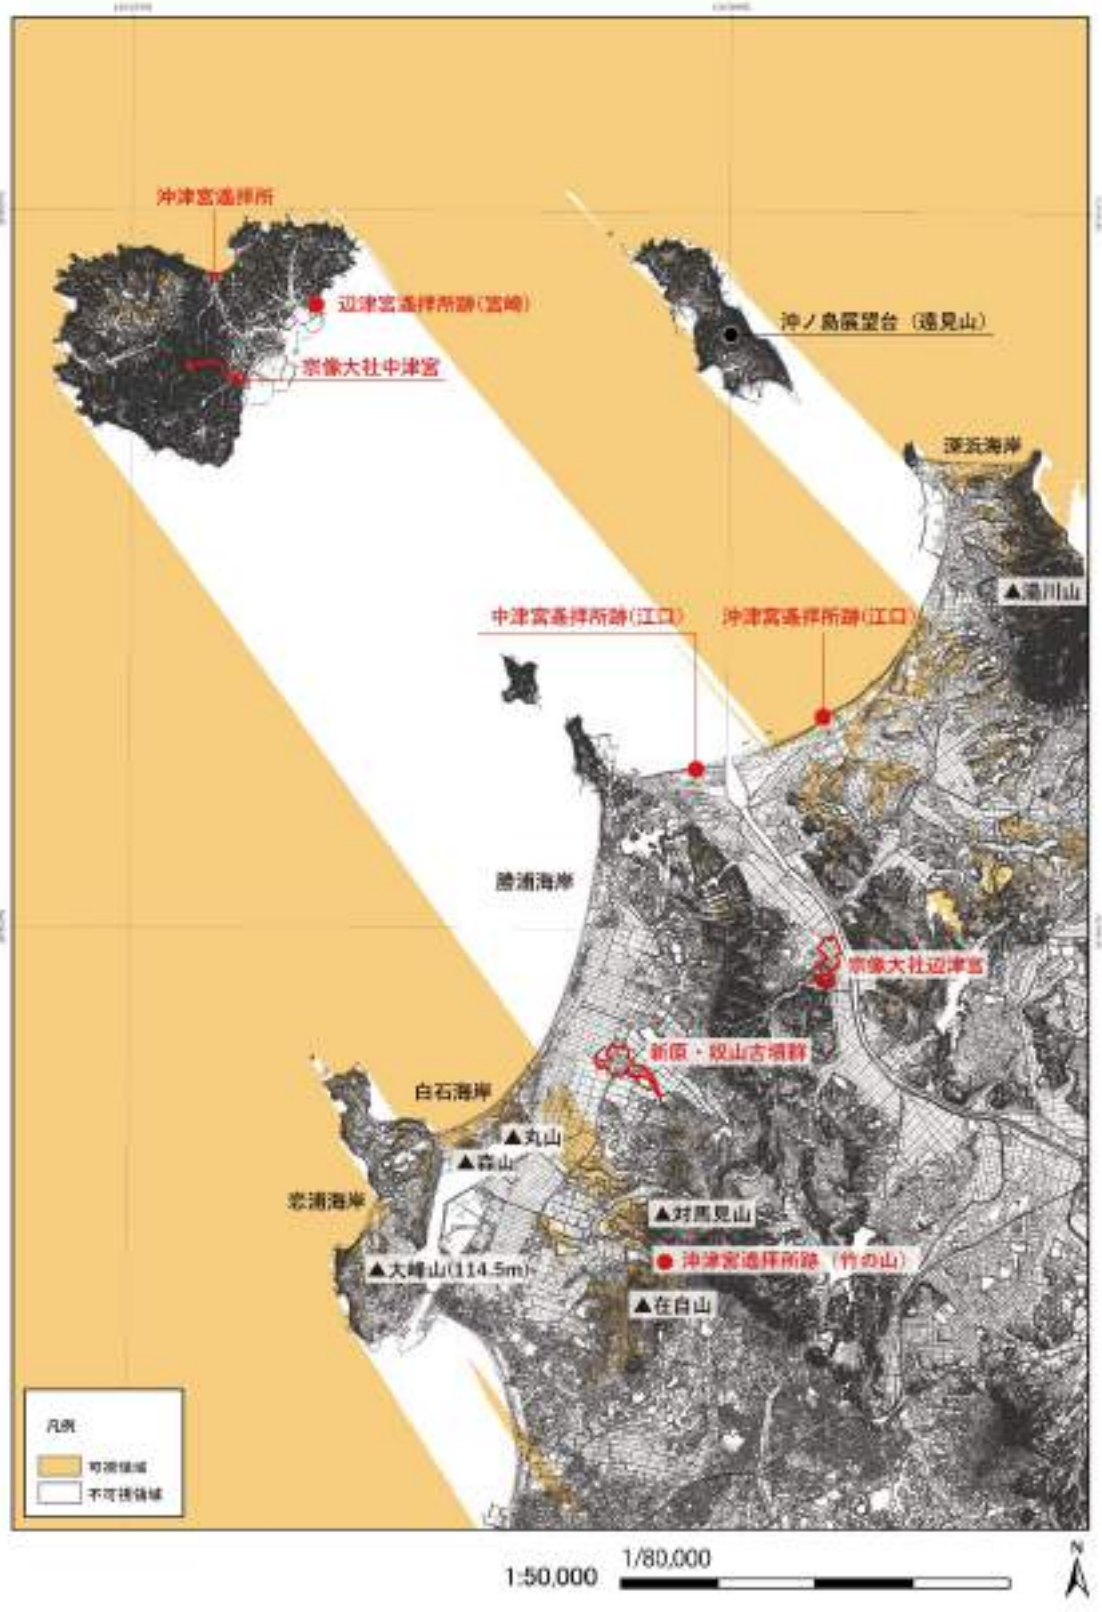 沖津宮遙拝所
辺津宮遙拝所跡(宮崎)
沖ノ島展望台（遠見山）
宗像大社中津宮
深浜海岸
▲湯川山
中津宮遙拝所跡(江口)
沖津宮遙拝所跡(江口)
勝浦海岸
宗像大社辺津宮
新原・奴山古墳群
白石海岸
▲丸山
▲森山
恋浦海岸
▲対馬見山
沖津宮遙拝所跡（竹の山）
▲大峰山(114.5m)
▲在自山
凡例
可視領域
不可視領域
N
1/80,000
1:50,000